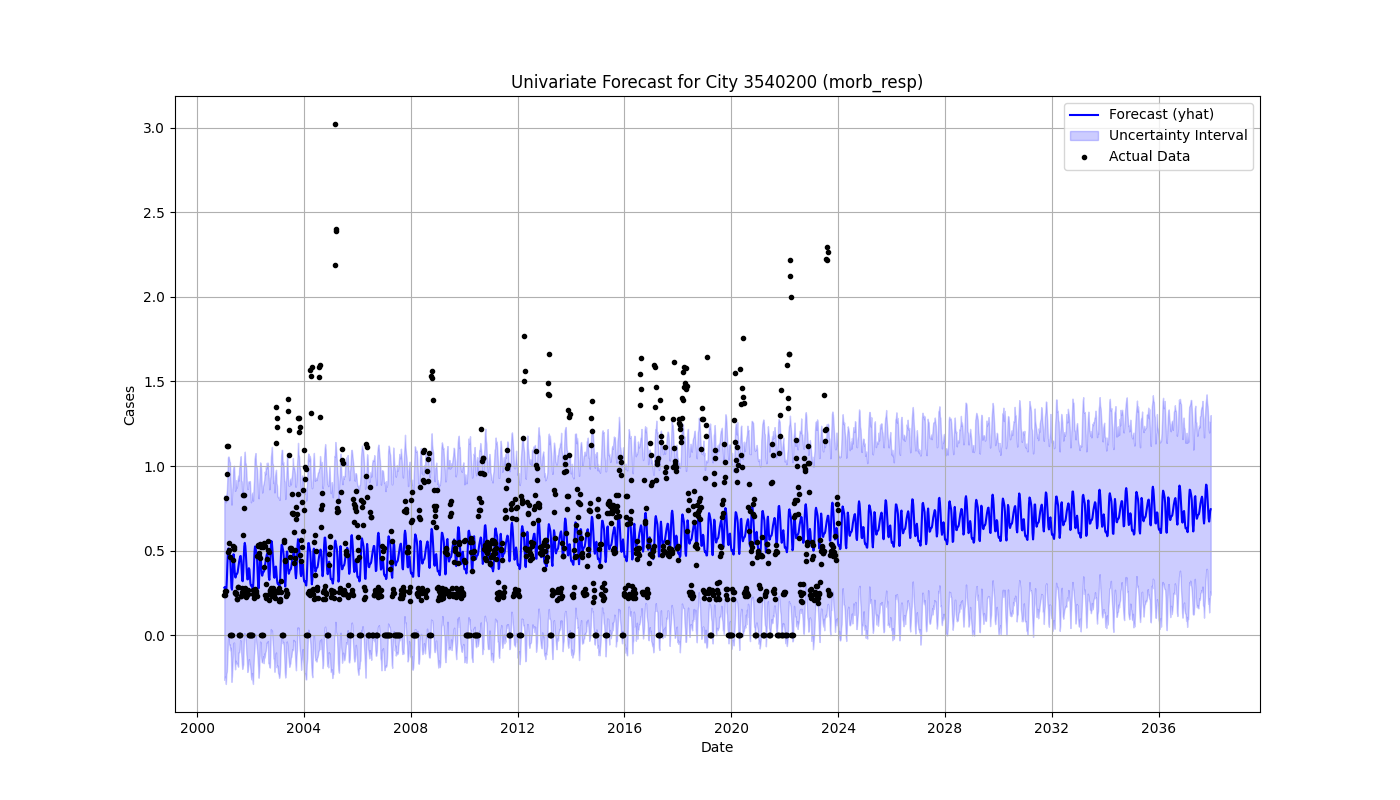 Univariate Forecast for City 3540200 (morb_resp)
Forecast (yhat)
Uncertainty Interval
Actual Data
3.0
2.5
2.0
1.5
1.0
0.5
0.0
Cases
2000 2004 2008 2012 2016 2020 2024 2028 2032 2036
Date